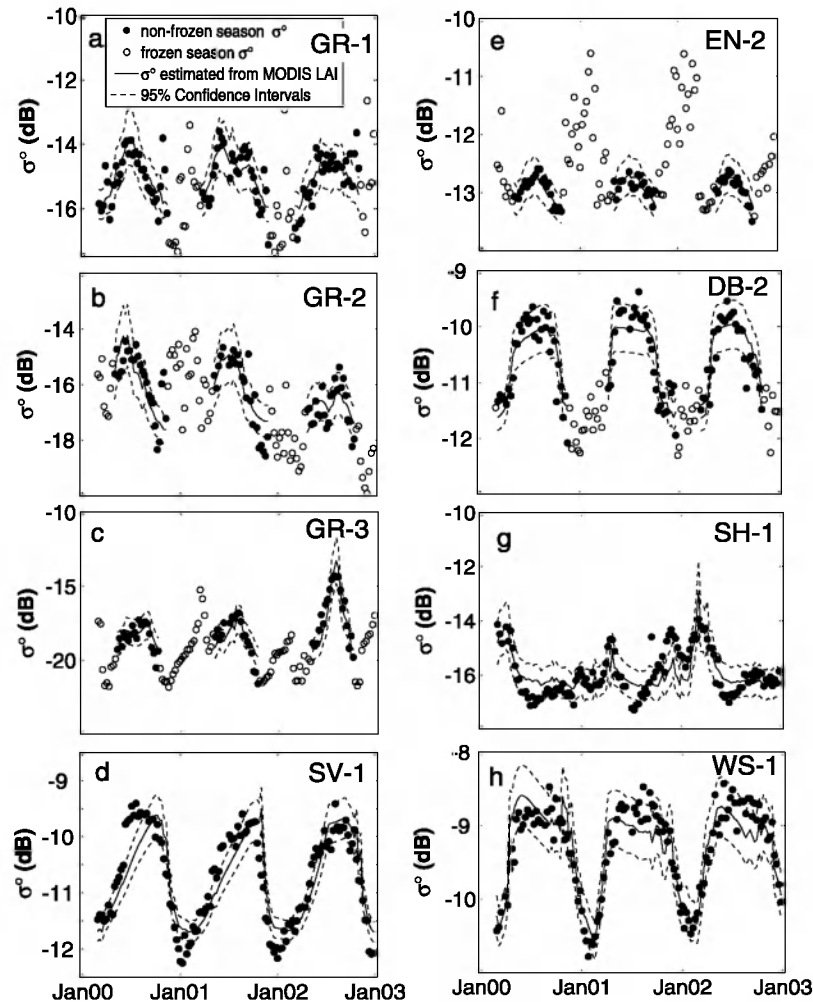 a
GR-1
non-frozen season σ°
frozen season σ°
σ° estimated from MODIS LAI
95% Confidence Intervals
-10
-12
-14
-16
σ° (dB)
e
EN-2
-10
-11
-12
-13
σ° (dB)
b
GR-2
-14
-16
-18
σ° (dB)
f
DB-2
-9
-10
-11
-12
σ° (dB)
c
GR-3
-10
-15
-20
σ° (dB)
g
SH-1
-10
-12
-14
-16
σ° (dB)
d
SV-1
-9
-10
-11
-12
σ° (dB)
Jan00 Jan01 Jan02 Jan03
h
WS-1
-8
-9
-10
σ° (dB)
Jan00 Jan01 Jan02 Jan03